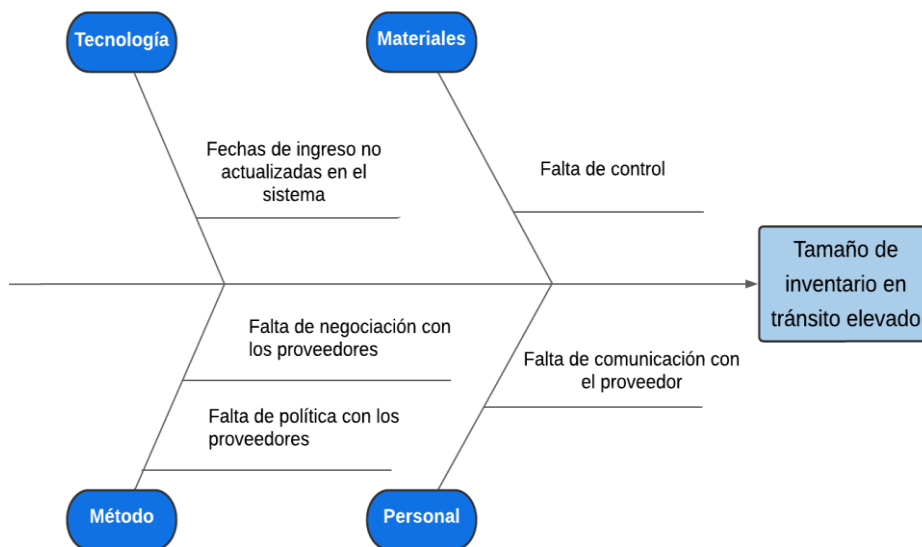 Tecnología
Materiales
Fechas de ingreso no
actualizadas en el
sistema
Falta de control
Tamaño de
inventario en
tránsito elevado
Falta de negociación con
los proveedores
Falta de comunicación con
el proveedor
Falta de política con los
proveedores
Método
Personal